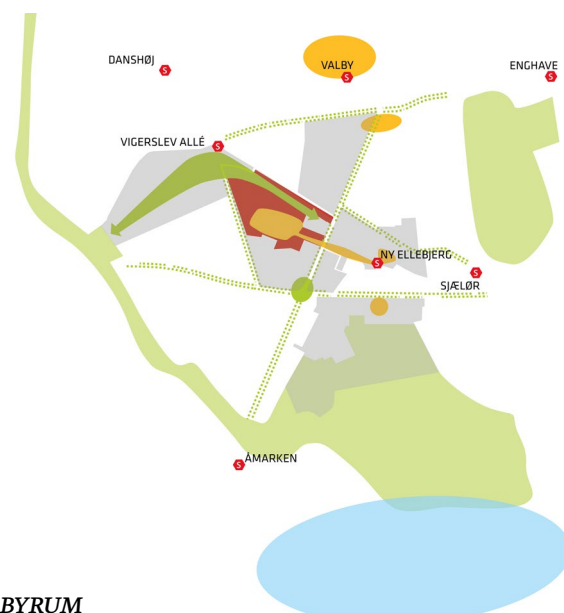 DANSHØJ
S
VALBY
S
ENGHAVE
S
VIGERSLEV ALLÉ
S
NY ELLEBJERG
S
SJÆLØR
S
ÅMARKEN
S
BYRUM